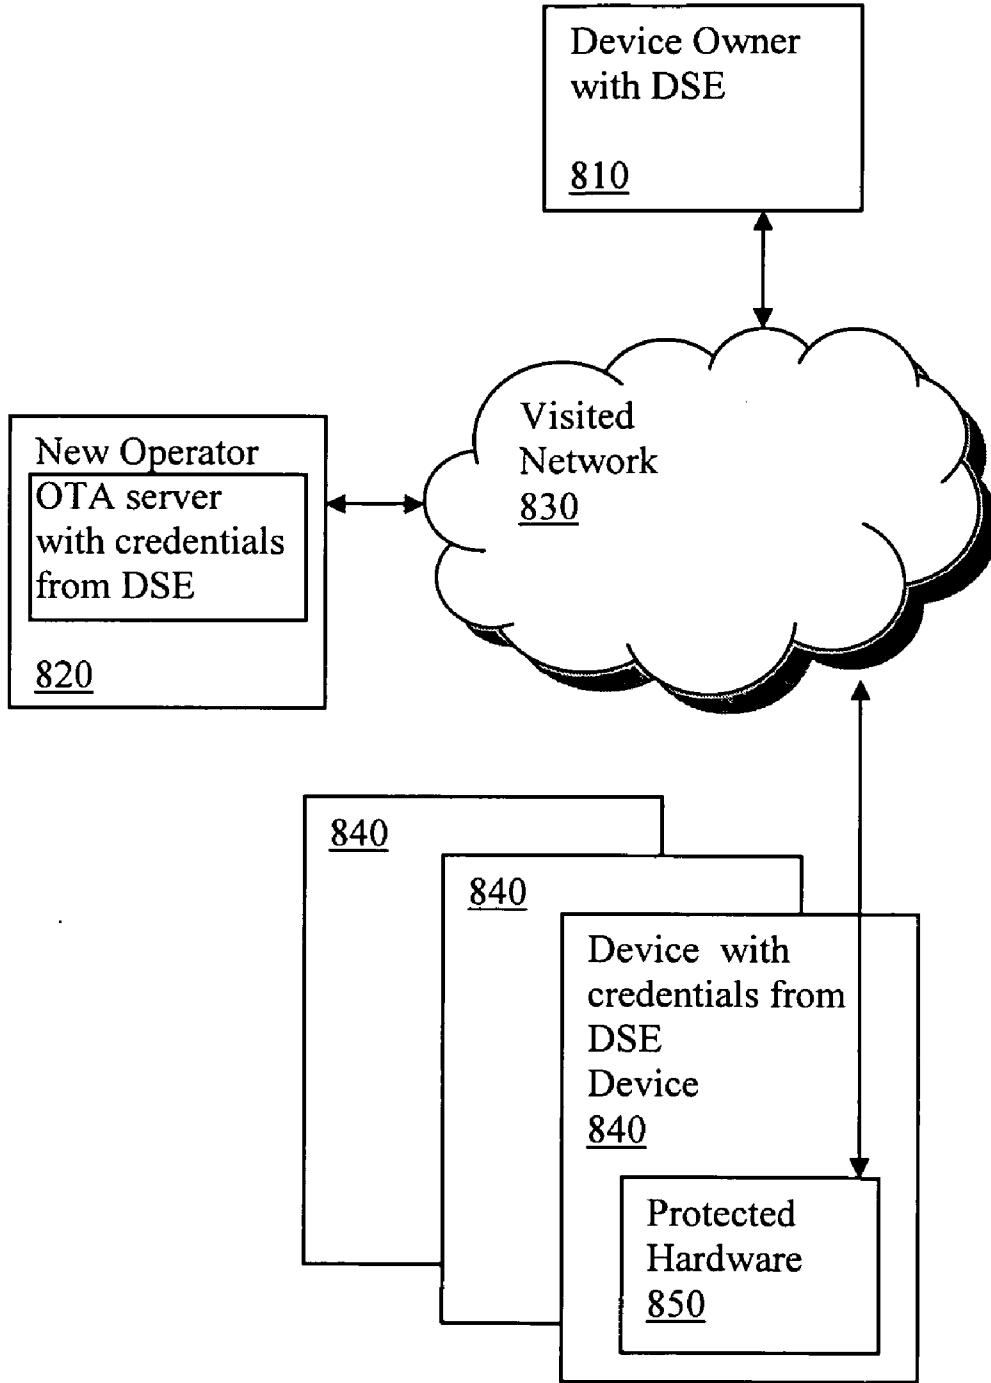 Device Owner
with DSE
810
Visited
Network
830
New Operator
OTA server
with credentials
from DSE
820
840
840
Device with
credentials from
DSE
Device
840
Protected
Hardware
850